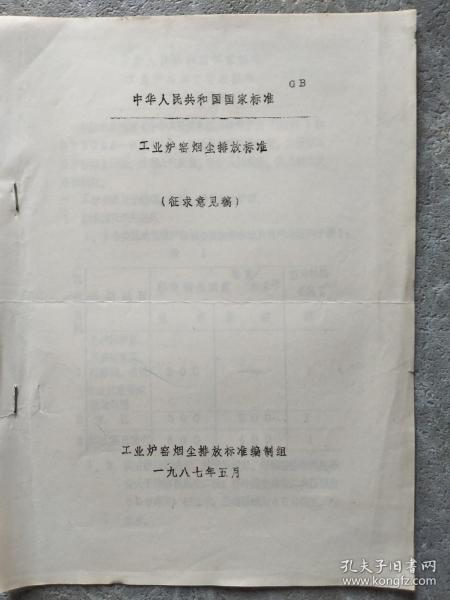 GB
中华人民共和国国家标准
工业炉窑烟尘排放标准
(征求意见稿)
工业炉窑烟尘排放标准编制组
一九八七年五月
孔夫子旧书网
www.kongfz.com